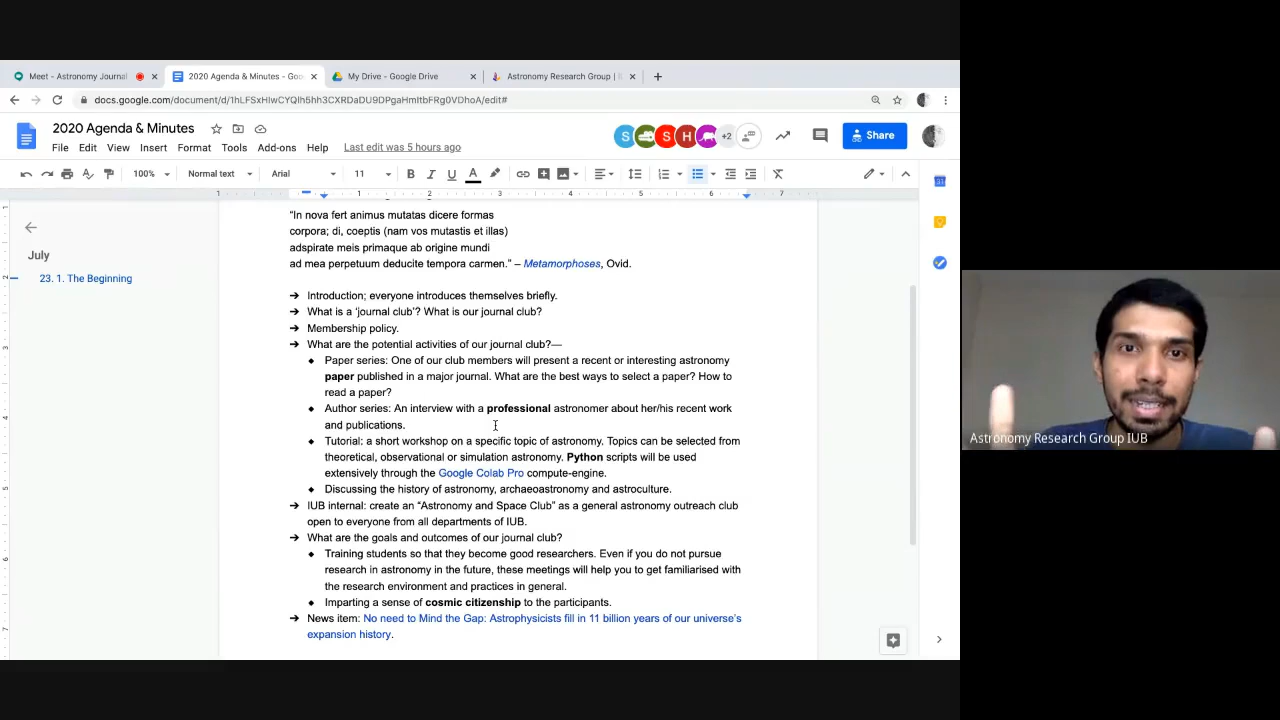 Meet - Astronomy Journal
2020 Agenda & Minutes - Goo
My Drive - Google Drive
Astronomy Research Group | I
docs.google.com/document/d/1hLFSxHIwCYQIh5hh3CXRDaDU9DPgaHmItbFRg0VDhoA/edit#
2020 Agenda & Minutes
S S H +2
Share
File Edit View Insert Format Tools Add-ons Help Last edit was 5 hours ago
100% Normal text Arial 11 B I U A
1 1 2 3 4 5 6 7
“In nova fert animus mutatas dicere formas
corpora; di, coeptis (nam vos mutastis et illas)
adspirate meis primaque ab origine mundi
ad mea perpetuum deducite tempora carmen.” – Metamorphoses, Ovid.
July
23. 1. The Beginning
➔ Introduction; everyone introduces themselves briefly.
➔ What is a ‘journal club’? What is our journal club?
➔ Membership policy.
➔ What are the potential activities of our journal club?—
◆ Paper series: One of our club members will present a recent or interesting astronomy
paper published in a major journal. What are the best ways to select a paper? How to
read a paper?
◆ Author series: An interview with a professional astronomer about her/his recent work
and publications.
◆ Tutorial: a short workshop on a specific topic of astronomy. Topics can be selected from
theoretical, observational or simulation astronomy. Python scripts will be used
extensively through the Google Colab Pro compute-engine.
◆ Discussing the history of astronomy, archaeoastronomy and astroculture.
➔ IUB internal: create an “Astronomy and Space Club” as a general astronomy outreach club
open to everyone from all departments of IUB.
➔ What are the goals and outcomes of our journal club?
◆ Training students so that they become good researchers. Even if you do not pursue
research in astronomy in the future, these meetings will help you to get familiarised with
the research environment and practices in general.
◆ Imparting a sense of cosmic citizenship to the participants.
➔ News item: No need to Mind the Gap: Astrophysicists fill in 11 billion years of our universe’s
expansion history.
Astronomy Research Group IUB